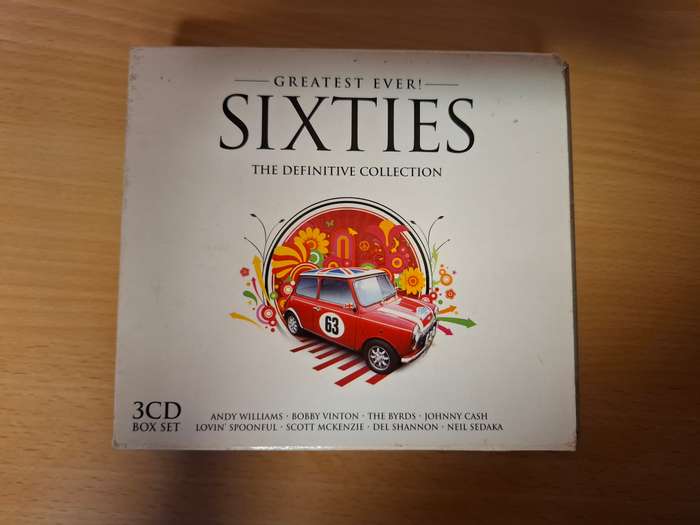 GREATEST EVER!
SIXTIES
THE DEFINITIVE COLLECTION
63
3CD
BOX SET
ANDY WILLIAMS · BOBBY VINTON · THE BYRDS · JOHNNY CASH
LOVIN' SPOONFUL · SCOTT MCKENZIE · DEL SHANNON · NEIL SEDAKA